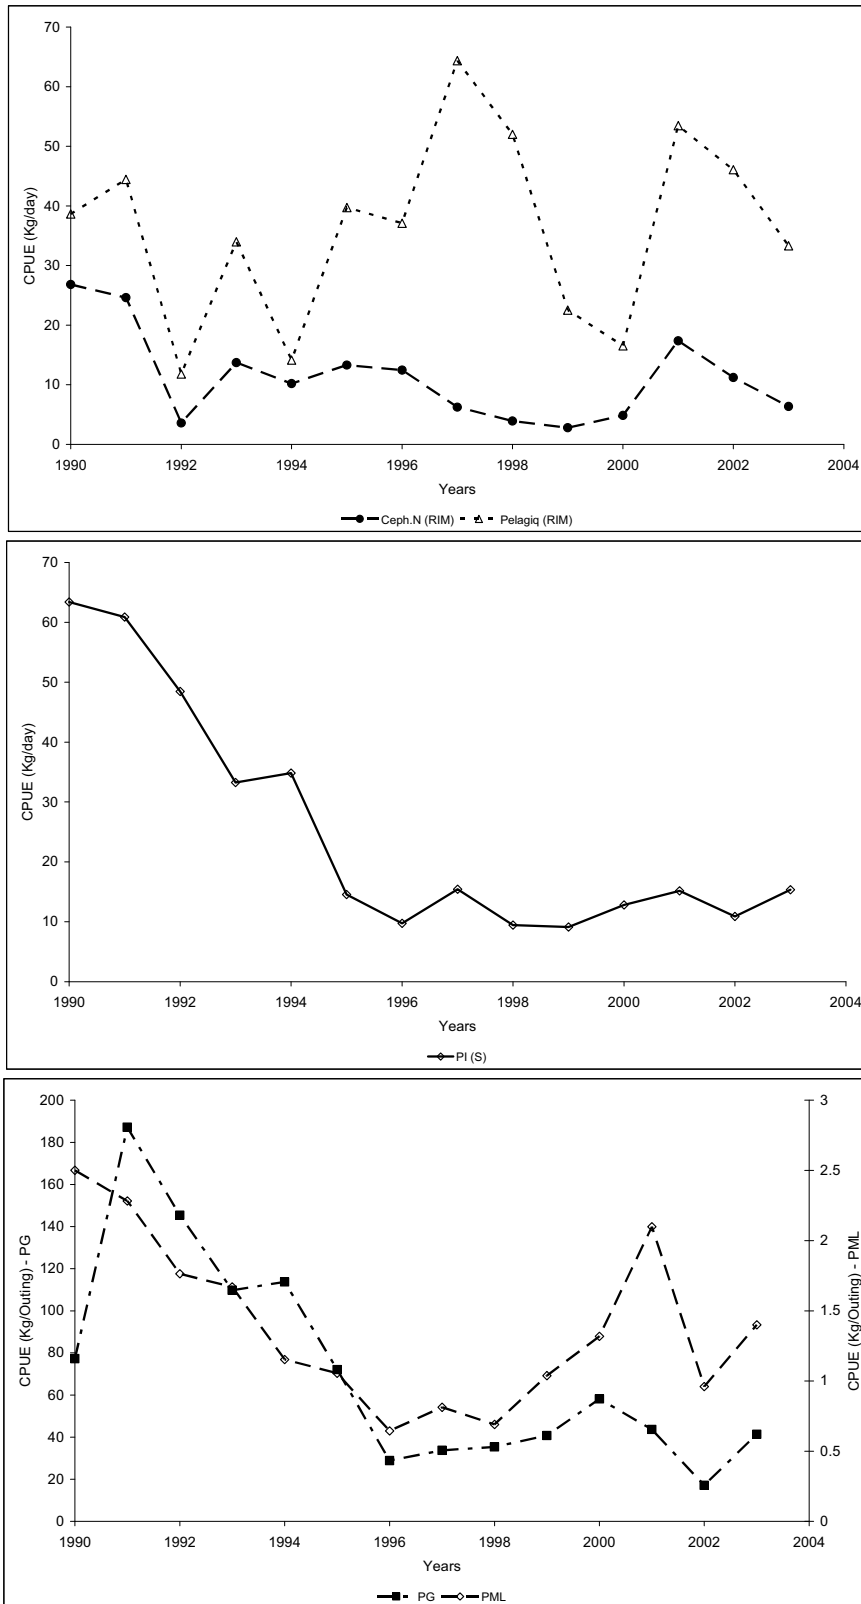 70
60
50
40
30
20
10
0
CPUE (Kg/day)
1990 1992 1994 1996 1998 2000 2002 2004
Years
Ceph.N (RIM) Pelagiq (RIM)
70
60
50
40
30
20
10
0
CPUE (Kg/day)
1990 1992 1994 1996 1998 2000 2002 2004
Years
PI (S)
200 3
180
160 2.5
140
120 2
100 1.5
80
60 1
40 0.5
20
0 0
CPUE (Kg/Outing) - PG
CPUE (Kg/Outing) - PML
1990 1992 1994 1996 1998 2000 2002 2004
Years
PG PML